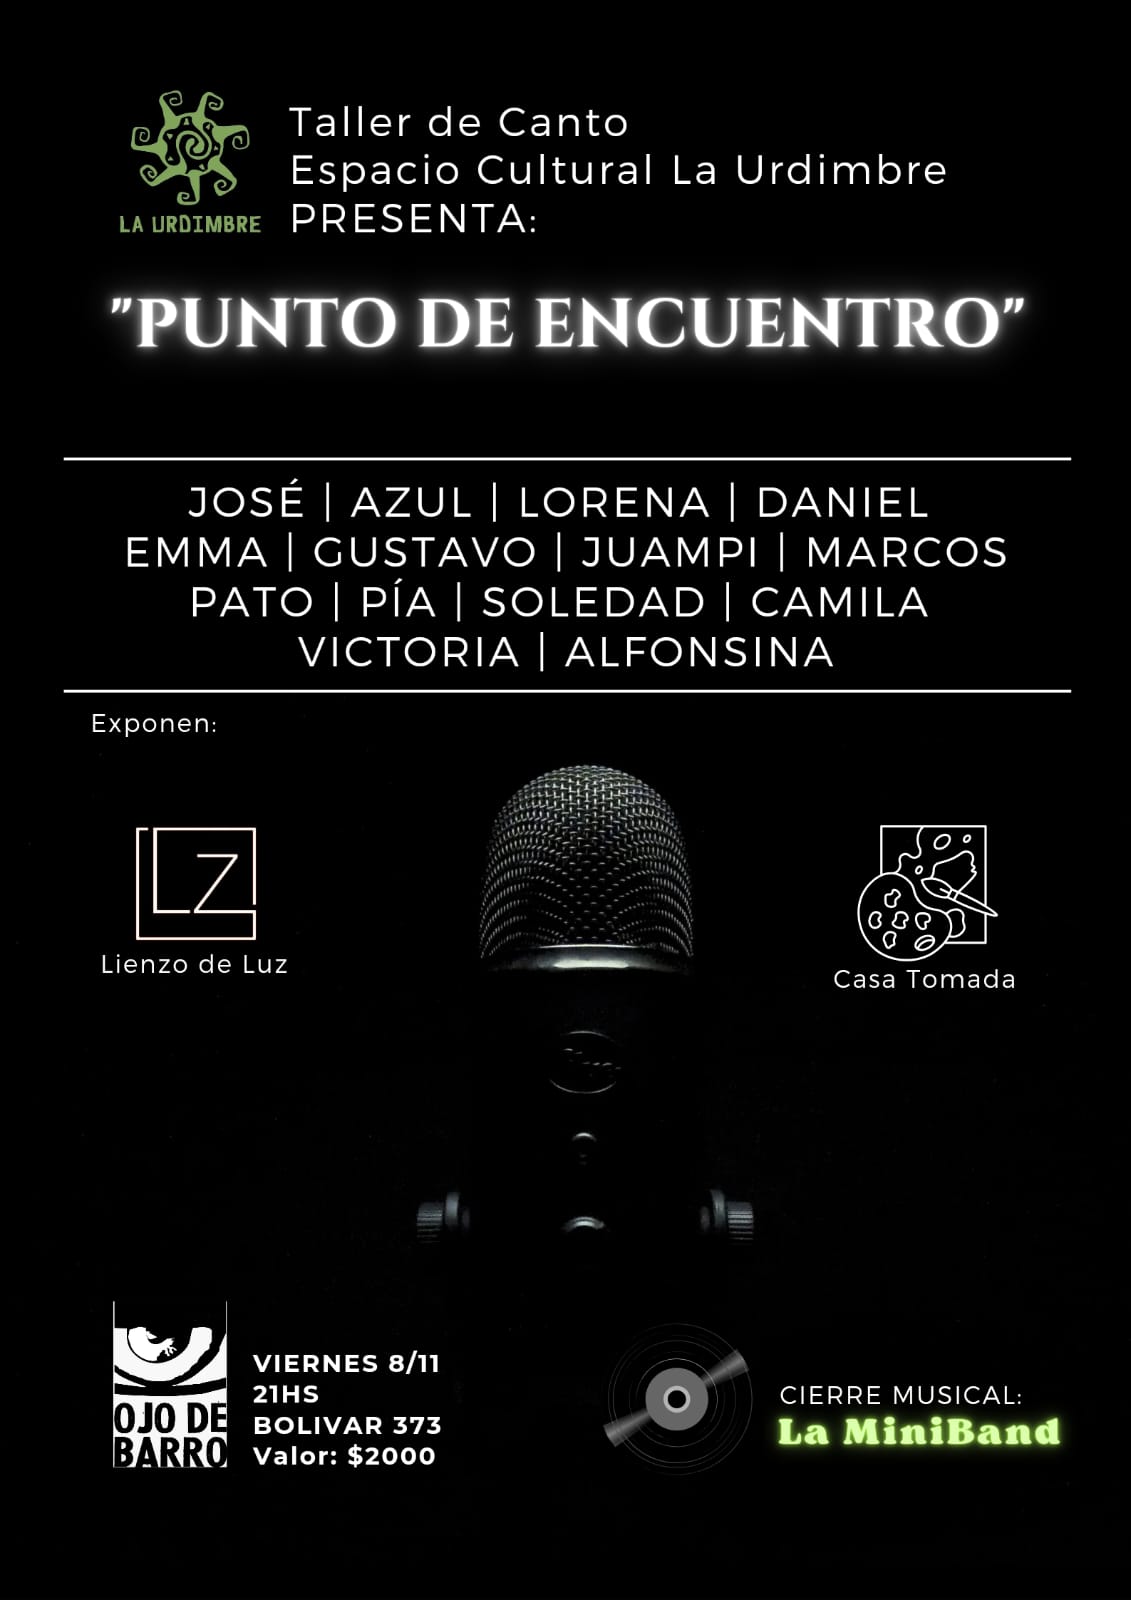 LA URDIMBRE
Taller de Canto
Espacio Cultural La Urdimbre
PRESENTA:
"PUNTO DE ENCUENTRO"
JOSÉ | AZUL | LORENA | DANIEL
EMMA | GUSTAVO | JUAMPI | MARCOS
PATO | PÍA | SOLEDAD | CAMILA
VICTORIA | ALFONSINA
Exponen:
LZ
Lienzo de Luz
Casa Tomada
OJO DE
BARRO
VIERNES 8/11
21HS
BOLIVAR 373
Valor: $2000
CIERRE MUSICAL:
La MiniBand